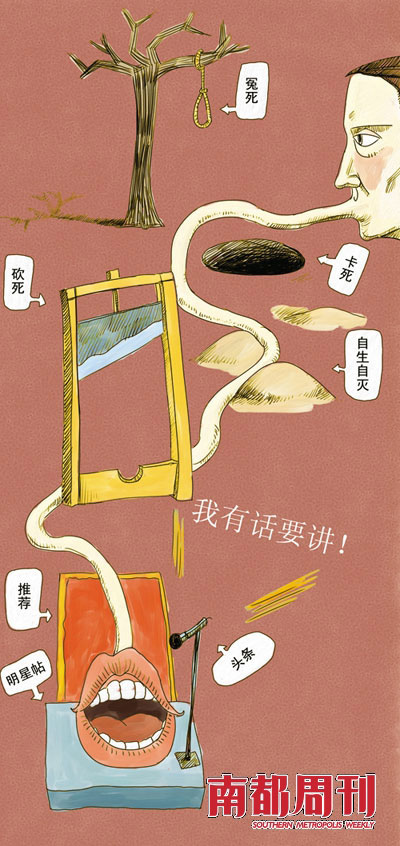 冤死
卡死
砍死
自生自灭
我有话要讲！
推荐
头条
明星帖
南都周刊
SOUTHERN METROPOLIS WEEKLY